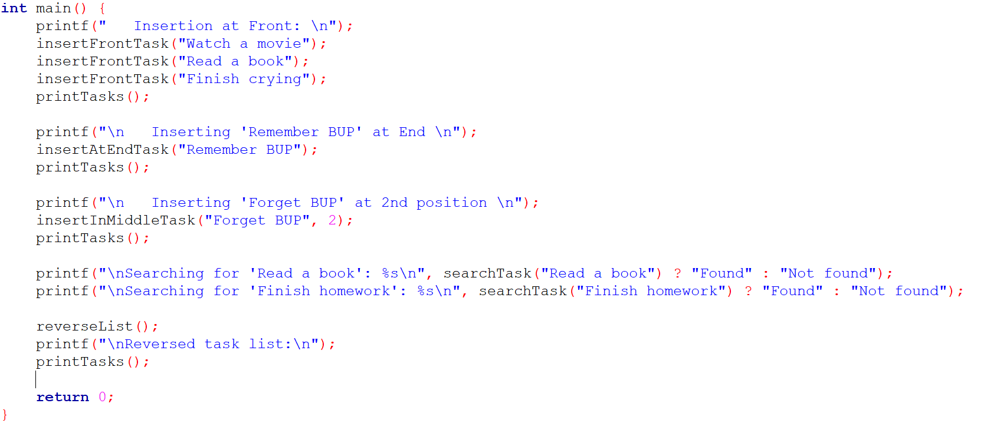 int main() {
    printf("   Insertion at Front: \n");
    insertFrontTask("Watch a movie");
    insertFrontTask("Read a book");
    insertFrontTask("Finish crying");
    printTasks();

    printf("\n   Inserting 'Remember BUP' at End \n");
    insertAtEndTask("Remember BUP");
    printTasks();

    printf("\n   Inserting 'Forget BUP' at 2nd position \n");
    insertInMiddleTask("Forget BUP", 2);
    printTasks();

    printf("\nSearching for 'Read a book': %s\n", searchTask("Read a book") ? "Found" : "Not found");
    printf("\nSearching for 'Finish homework': %s\n", searchTask("Finish homework") ? "Found" : "Not found");

    reverseList();
    printf("\nReversed task list:\n");
    printTasks();

    return 0;
}